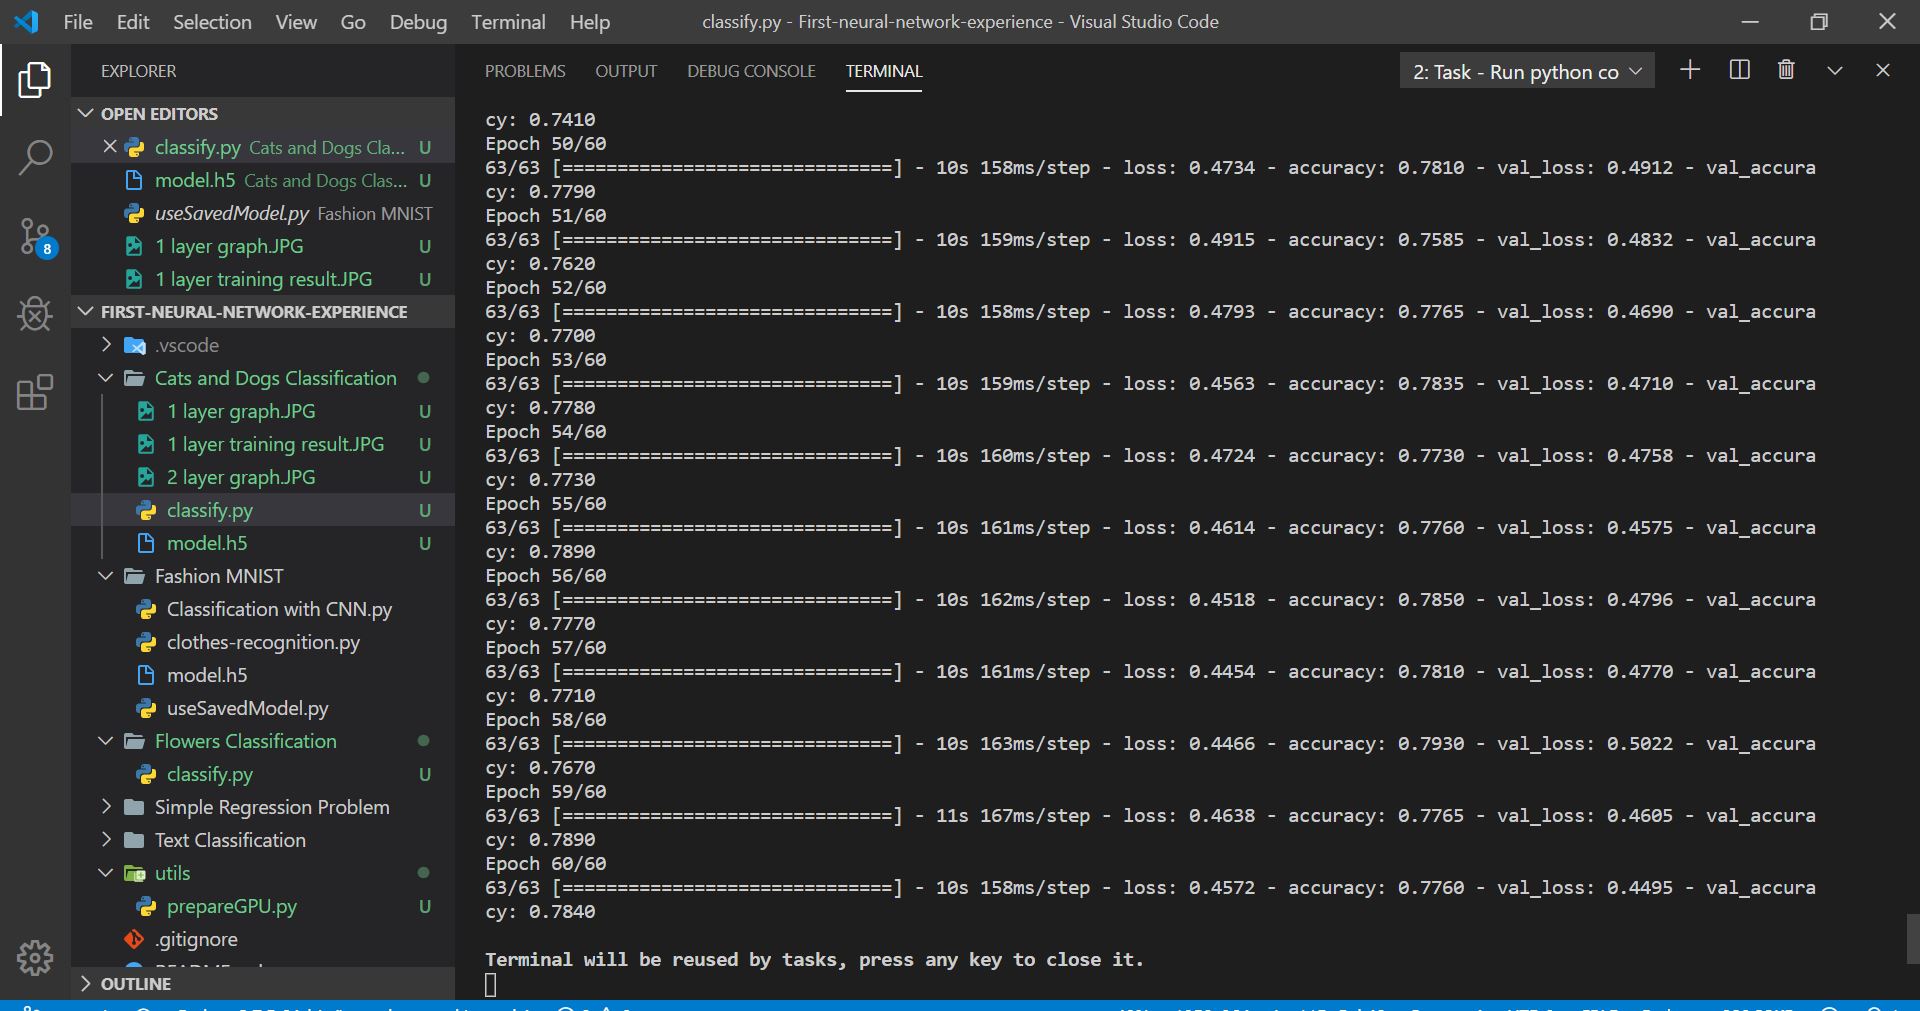 File Edit Selection View Go Debug Terminal Help classify.py - First-neural-network-experience - Visual Studio Code
EXPLORER
OPEN EDITORS
classify.py Cats and Dogs Cla... U
model.h5 Cats and Dogs Clas... U
useSavedModel.py Fashion MNIST
1 layer graph.JPG U
1 layer training result.JPG U
FIRST-NEURAL-NETWORK-EXPERIENCE
.vscode
Cats and Dogs Classification
1 layer graph.JPG U
1 layer training result.JPG U
2 layer graph.JPG U
classify.py U
model.h5 U
Fashion MNIST
Classification with CNN.py
clothes-recognition.py
model.h5
useSavedModel.py
Flowers Classification
classify.py U
Simple Regression Problem
Text Classification
utils
prepareGPU.py U
.gitignore
OUTLINE
8
PROBLEMS OUTPUT DEBUG CONSOLE TERMINAL 2: Task - Run python co
cy: 0.7410
Epoch 50/60
63/63 [==============================] - 10s 158ms/step - loss: 0.4734 - accuracy: 0.7810 - val_loss: 0.4912 - val_accura
cy: 0.7790
Epoch 51/60
63/63 [==============================] - 10s 159ms/step - loss: 0.4915 - accuracy: 0.7585 - val_loss: 0.4832 - val_accura
cy: 0.7620
Epoch 52/60
63/63 [==============================] - 10s 158ms/step - loss: 0.4793 - accuracy: 0.7765 - val_loss: 0.4690 - val_accura
cy: 0.7700
Epoch 53/60
63/63 [==============================] - 10s 159ms/step - loss: 0.4563 - accuracy: 0.7835 - val_loss: 0.4710 - val_accura
cy: 0.7780
Epoch 54/60
63/63 [==============================] - 10s 160ms/step - loss: 0.4724 - accuracy: 0.7730 - val_loss: 0.4758 - val_accura
cy: 0.7730
Epoch 55/60
63/63 [==============================] - 10s 161ms/step - loss: 0.4614 - accuracy: 0.7760 - val_loss: 0.4575 - val_accura
cy: 0.7890
Epoch 56/60
63/63 [==============================] - 10s 162ms/step - loss: 0.4518 - accuracy: 0.7850 - val_loss: 0.4796 - val_accura
cy: 0.7770
Epoch 57/60
63/63 [==============================] - 10s 161ms/step - loss: 0.4454 - accuracy: 0.7810 - val_loss: 0.4770 - val_accura
cy: 0.7710
Epoch 58/60
63/63 [==============================] - 10s 163ms/step - loss: 0.4466 - accuracy: 0.7930 - val_loss: 0.5022 - val_accura
cy: 0.7670
Epoch 59/60
63/63 [==============================] - 11s 167ms/step - loss: 0.4638 - accuracy: 0.7765 - val_loss: 0.4605 - val_accura
cy: 0.7890
Epoch 60/60
63/63 [==============================] - 10s 158ms/step - loss: 0.4572 - accuracy: 0.7760 - val_loss: 0.4495 - val_accura
cy: 0.7840
Terminal will be reused by tasks, press any key to close it.